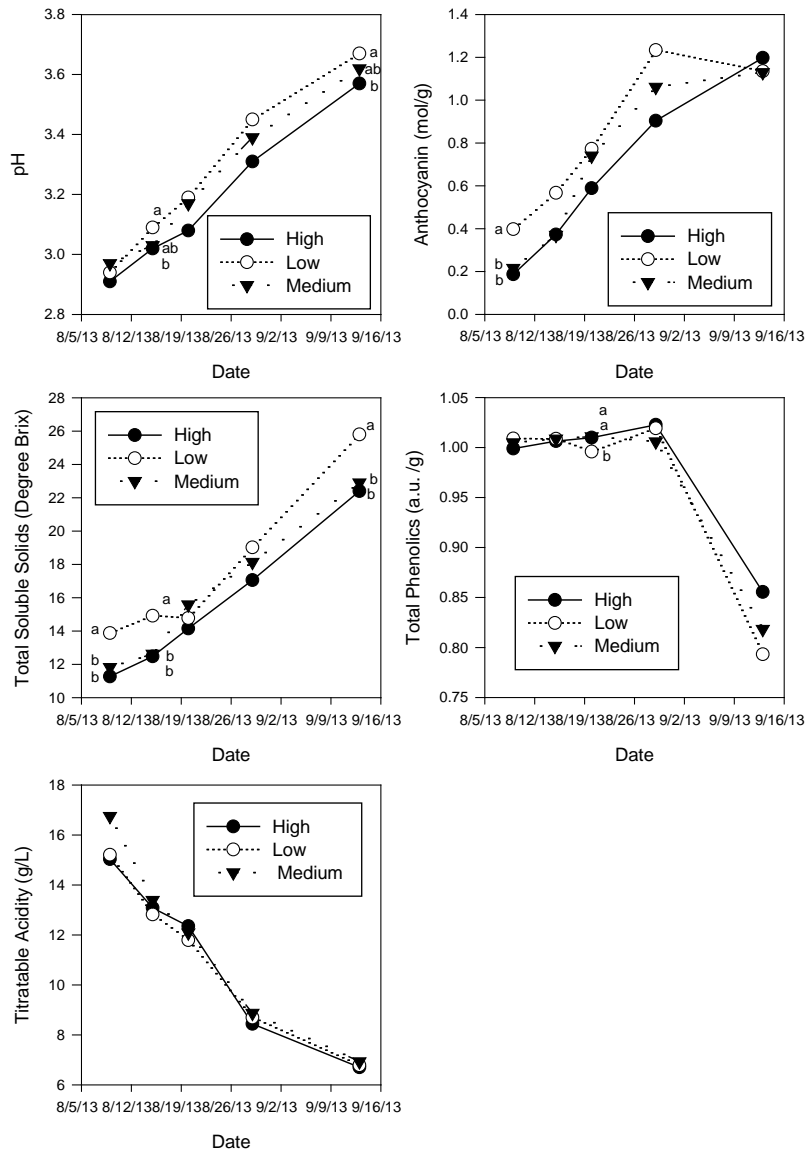 3.8
3.6
3.4
3.2
3.0
2.8
pH
a
ab
b
a
ab
b
High
Low
Medium
8/5/13 8/12/13 8/19/13 8/26/13 9/2/13 9/9/13 9/16/13
Date
1.4
1.2
1.0
0.8
0.6
0.4
0.2
0.0
Anthocyanin (mol/g)
a
b
b
High
Low
Medium
8/5/13 8/12/13 8/19/13 8/26/13 9/2/13 9/9/13 9/16/13
Date
28
26
24
22
20
18
16
14
12
10
Total Soluble Solids (Degree Brix)
High
Low
Medium
a
b
b
a
b
b
a
b
b
8/5/13 8/12/13 8/19/13 8/26/13 9/2/13 9/9/13 9/16/13
Date
1.05
1.00
0.95
0.90
0.85
0.80
0.75
Total Phenolics (a.u. /g)
a
a
b
High
Low
Medium
8/5/13 8/12/13 8/19/13 8/26/13 9/2/13 9/9/13 9/16/13
Date
18
16
14
12
10
8
6
Titratable Acidity (g/L)
High
Low
Medium
8/5/13 8/12/13 8/19/13 8/26/13 9/2/13 9/9/13 9/16/13
Date